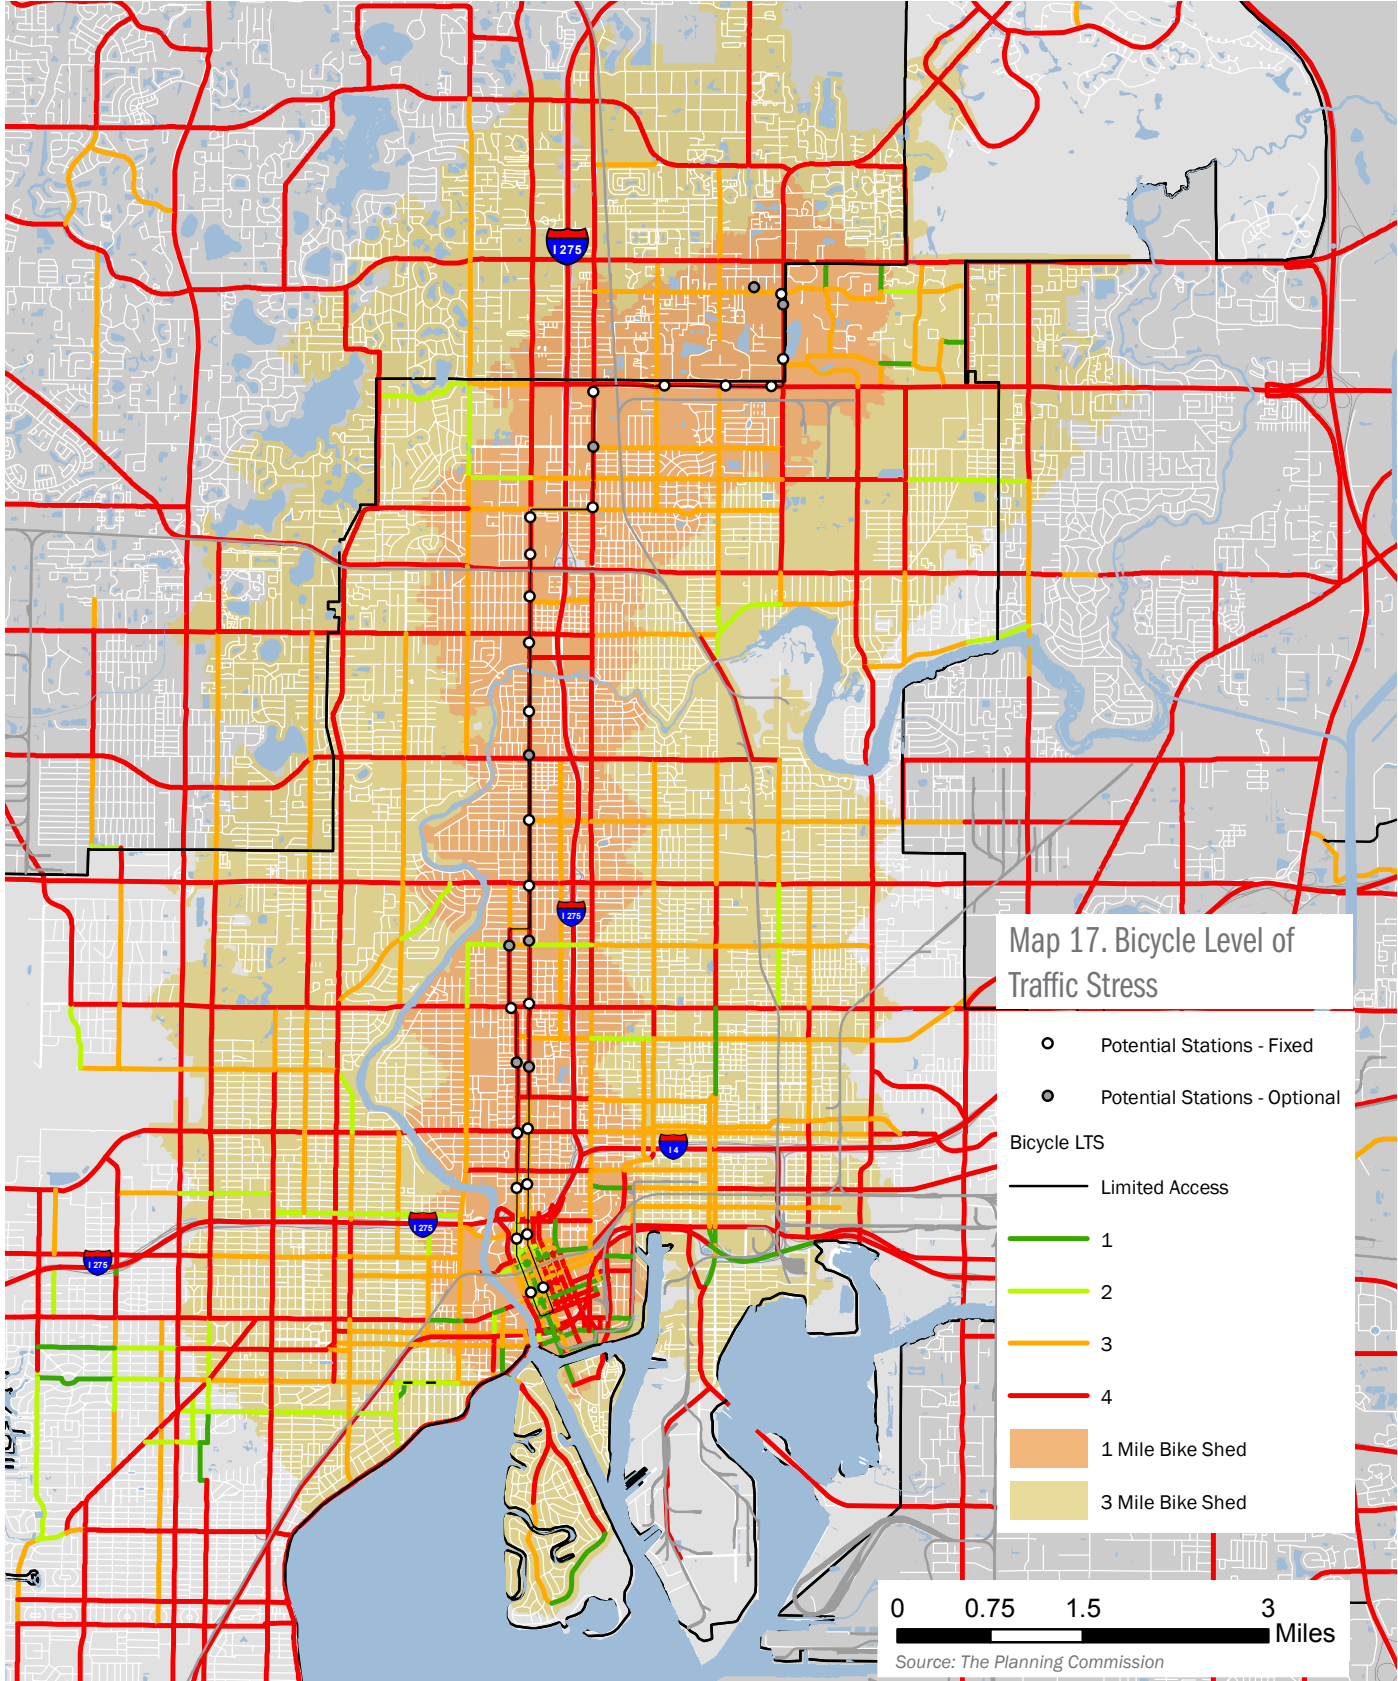 I 275
I 275
Map 17. Bicycle Level of
Traffic Stress
Potential Stations - Fixed
Potential Stations - Optional
Bicycle LTS
I 4
Limited Access
I 275
1
I 275
2
3
4
1 Mile Bike Shed
3 Mile Bike Shed
0 0.75 1.5 3
Miles
Source: The Planning Commission